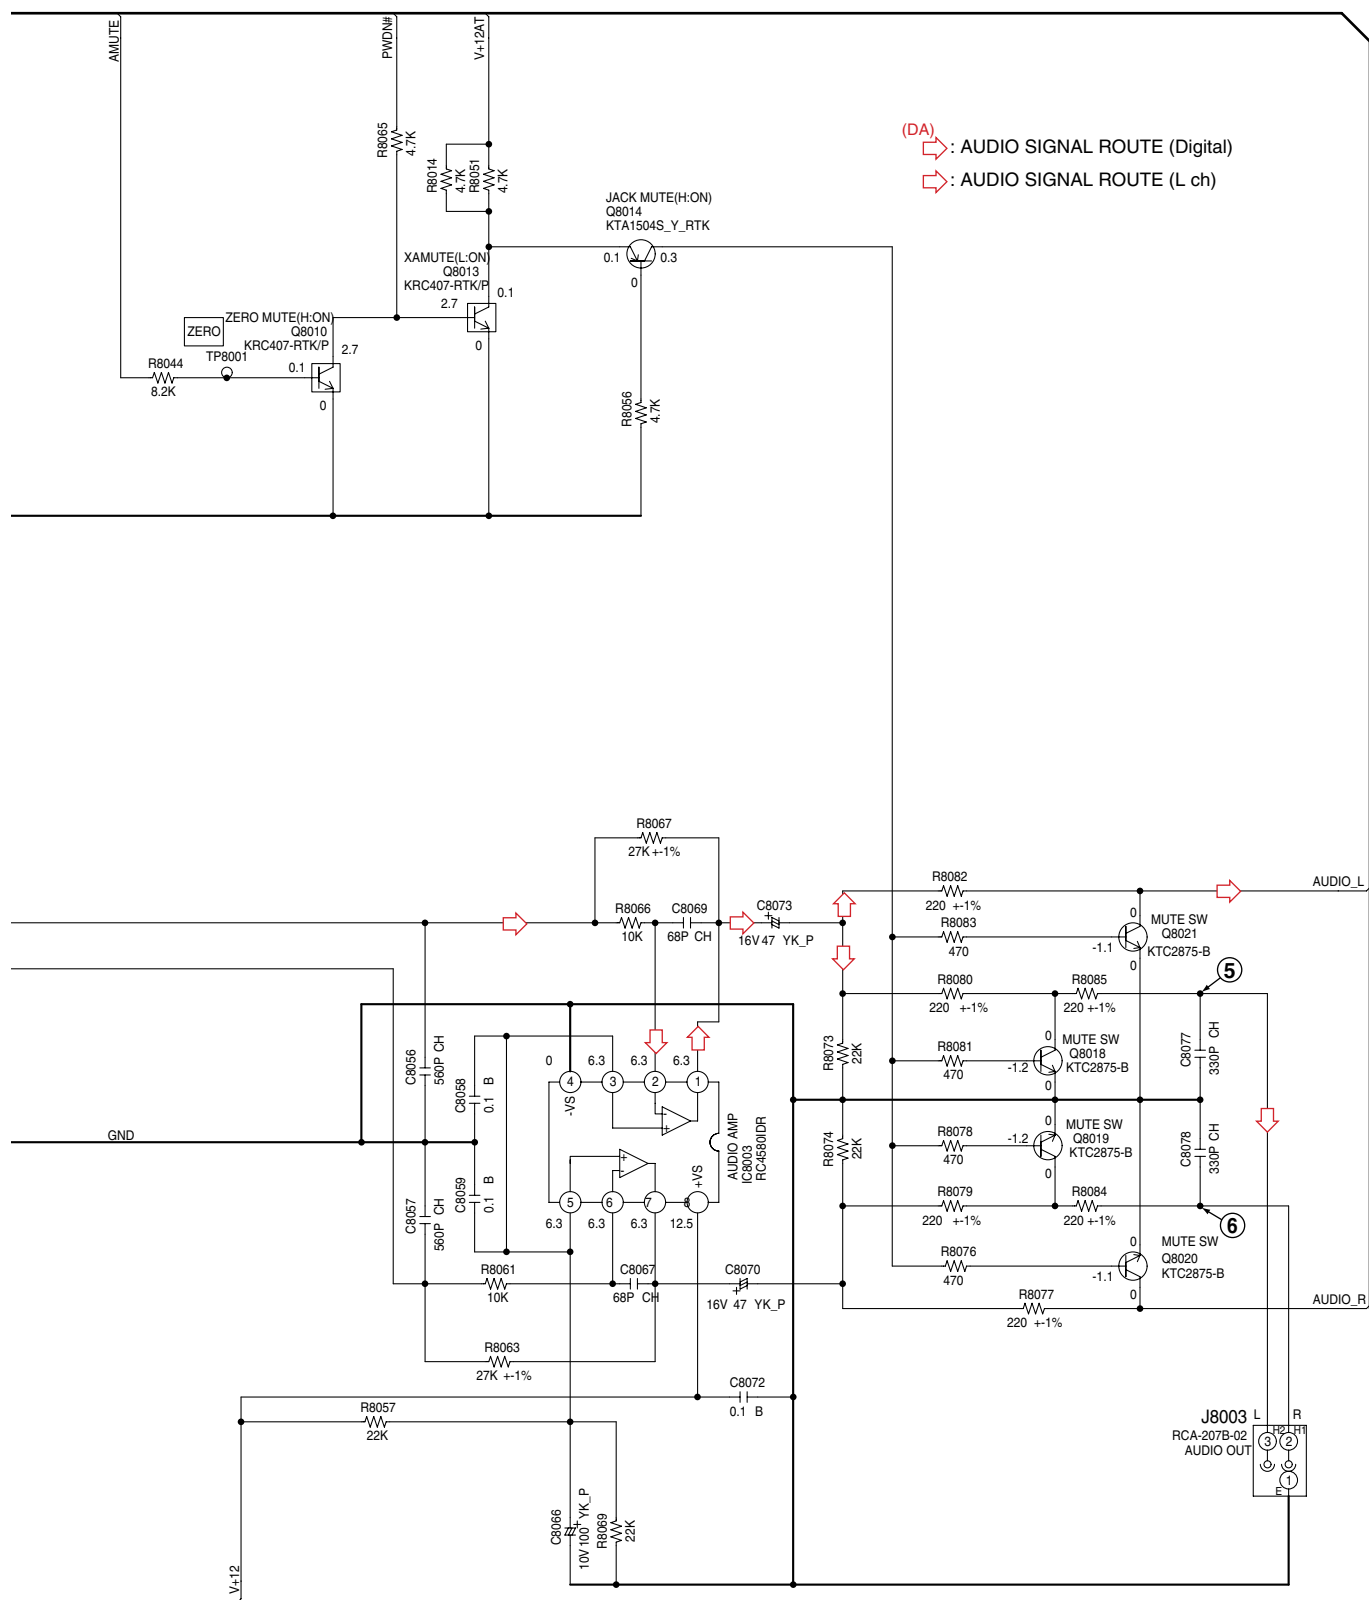 AMUTE
PWDN#
V+12AT
R8065
4.7K
R8014
4.7K
R8051
4.7K
(DA)
: AUDIO SIGNAL ROUTE (Digital)
: AUDIO SIGNAL ROUTE (L ch)
JACK MUTE(H:ON)
Q8014
KTA1504S_Y_RTK
0.1
0.3
0
XAMUTE(L:ON)
Q8013
KRC407-RTK/P
2.7
0.1
0
ZERO
ZERO MUTE(H:ON)
Q8010
KRC407-RTK/P
TP8001
0.1
2.7
0
R8044
8.2K
R8056
4.7K
R8067
27K +-1%
R8066
10K
C8069
68P CH
C8073
+
16V 47 YK_P
R8082
220 +-1%
AUDIO_L
R8083
470
0
MUTE SW
Q8021
KTC2875-B
-1.1
0
5
R8080
220 +-1%
R8085
220 +-1%
R8073
22K
R8081
470
0
MUTE SW
Q8018
KTC2875-B
-1.2
0
C8077
330P CH
C8056
560P CH
C8058
0.1 B
0
6.3
6.3
6.3
4
3
2
1
-VS
-
+
AUDIO AMP
IC8003
RC4580IDR
GND
R8074
22K
R8078
470
0
MUTE SW
Q8019
KTC2875-B
-1.2
0
C8078
330P CH
C8057
560P CH
C8059
0.1 B
+
-
+VS
5
6
7
8
6.3
6.3
6.3
12.5
R8079
220 +-1%
R8084
220 +-1%
6
R8061
10K
C8067
68P CH
C8070
+
16V 47 YK_P
R8076
470
0
MUTE SW
Q8020
KTC2875-B
-1.1
0
R8077
220 +-1%
AUDIO_R
R8063
27K +-1%
C8072
0.1 B
R8057
22K
J8003
RCA-207B-02
AUDIO OUT
L
R
H2
H1
3
2
1
E
C8066
+
10V 100 YK_P
R8069
22K
V+12